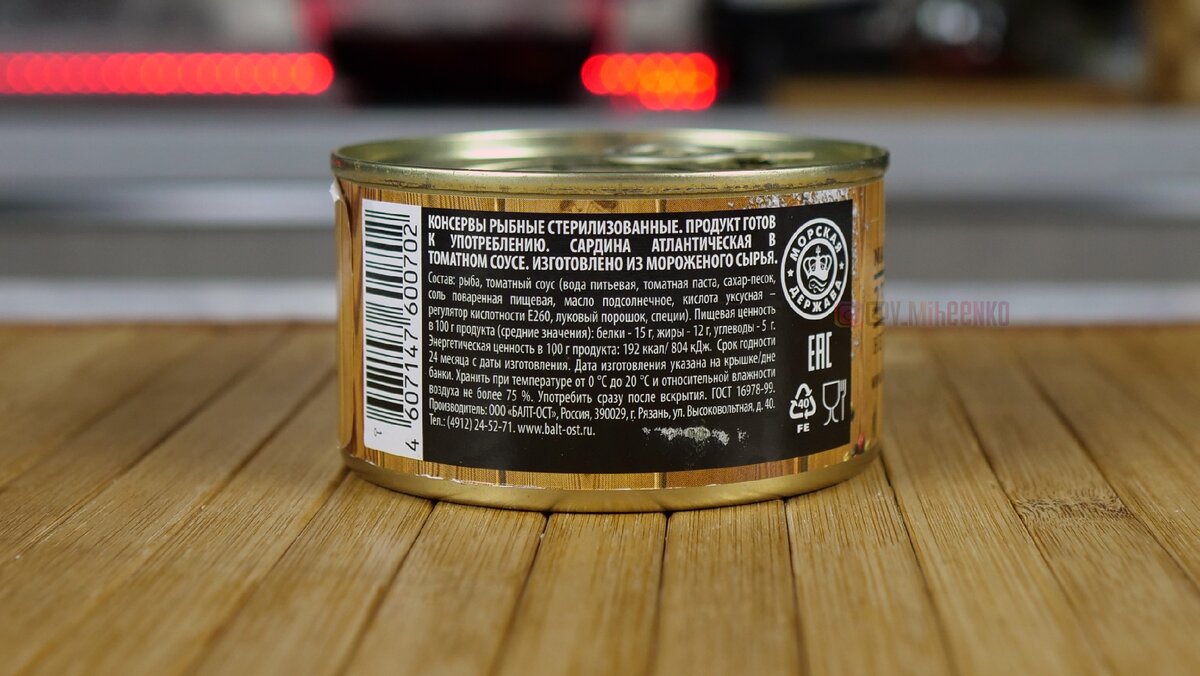 КОНСЕРВЫ РЫБНЫЕ СТЕРИЛИЗОВАННЫЕ. ПРОДУКТ ГОТОВ
К УПОТРЕБЛЕНИЮ. САРДИНА АТЛАНТИЧЕСКАЯ В
ТОМАТНОМ СОУСЕ. ИЗГОТОВЛЕНО ИЗ МОРОЖЕНОГО СЫРЬЯ.
Состав: рыба, томатный соус (вода питьевая, томатная паста, сахар-песок,
соль поваренная пищевая, масло подсолнечное, кислота уксусная –
регулятор кислотности Е260, луковый порошок, специи). Пищевая ценность
в 100 г продукта (средние значения): белки - 15 г, жиры - 12 г, углеводы - 5 г.
Энергетическая ценность в 100 г продукта: 192 ккал/ 804 кДж. Срок годности
24 месяца с даты изготовления. Дата изготовления указана на крышке/дне
банки. Хранить при температуре от 0 °С до 20 °С и относительной влажности
воздуха не более 75 %. Употребить сразу после вскрытия. ГОСТ 16978-99.
Производитель: ООО «БАЛТ-ОСТ», Россия, 390029, г. Рязань, ул. Высоковольтная, д. 40.
Тел.: (4912) 24-52-71. www.balt-ost.ru.
4 607147 600702
МОРСКАЯ
ДЕРЖАВА
EAC
40
FE